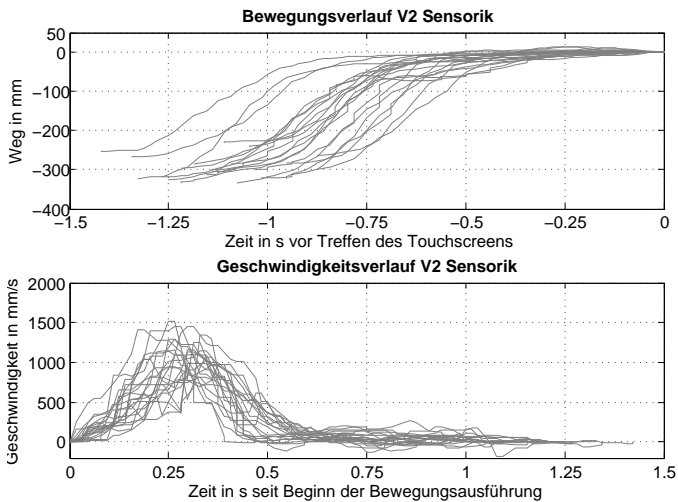 Bewegungsverlauf V2 Sensorik
50
0
−100
−200
−300
−400
Weg in mm
−1.5 −1.25 −1 −0.75 −0.5 −0.25 0
Zeit in s vor Treffen des Touchscreens
Geschwindigkeitsverlauf V2 Sensorik
2000
1500
1000
500
0
Geschwindigkeit in mm/s
0 0.25 0.5 0.75 1 1.25 1.5
Zeit in s seit Beginn der Bewegungsausführung